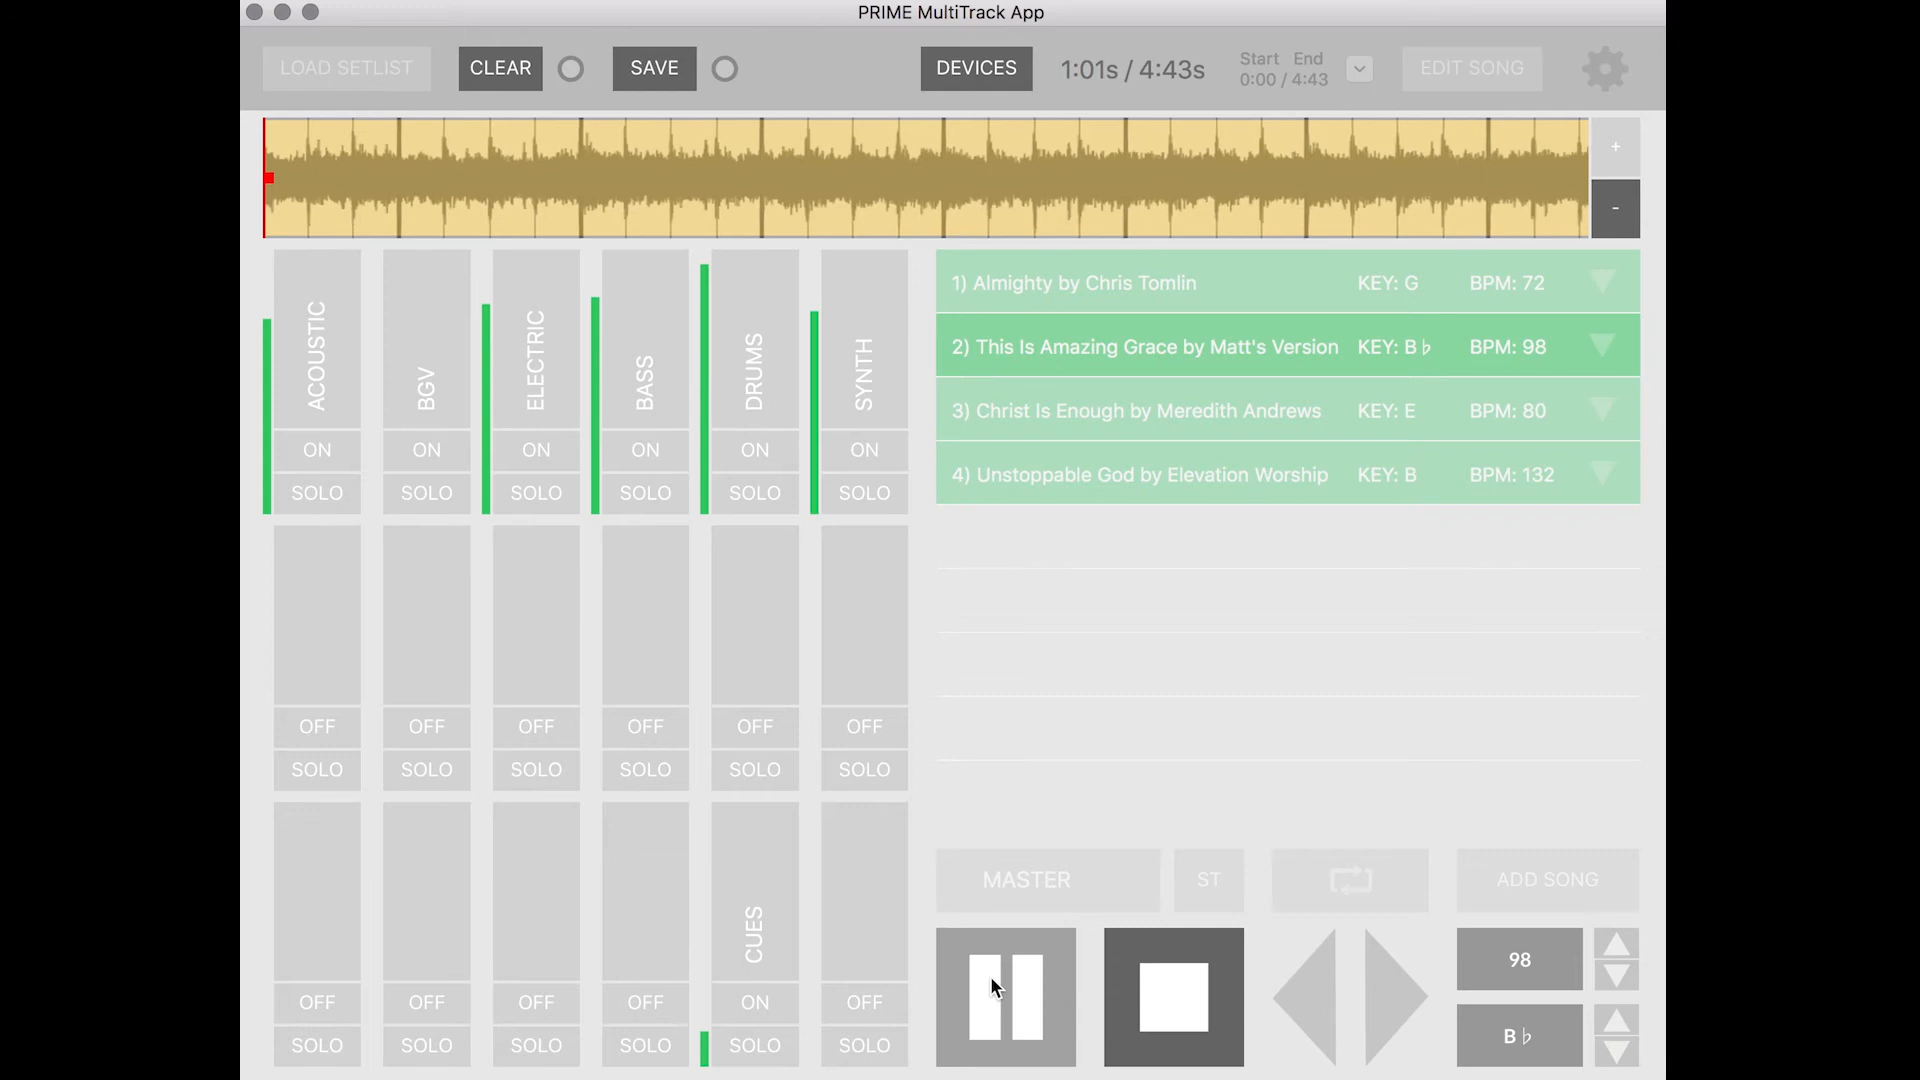 PRIME MultiTrack App
LOAD SETLIST
CLEAR
SAVE
DEVICES
1:01s / 4:43s
Start End
0:00 / 4:43
EDIT SONG
+
-
ACOUSTIC
BGV
ELECTRIC
BASS
DRUMS
SYNTH
ON ON ON ON ON ON
SOLO SOLO SOLO SOLO SOLO SOLO
1) Almighty by Chris Tomlin KEY: G BPM: 72
2) This Is Amazing Grace by Matt's Version KEY: B♭ BPM: 98
3) Christ Is Enough by Meredith Andrews KEY: E BPM: 80
4) Unstoppable God by Elevation Worship KEY: B BPM: 132
OFF OFF OFF OFF OFF OFF
SOLO SOLO SOLO SOLO SOLO SOLO
CUES
OFF OFF OFF OFF ON OFF
SOLO SOLO SOLO SOLO SOLO SOLO
MASTER
ST
ADD SONG
98
B♭